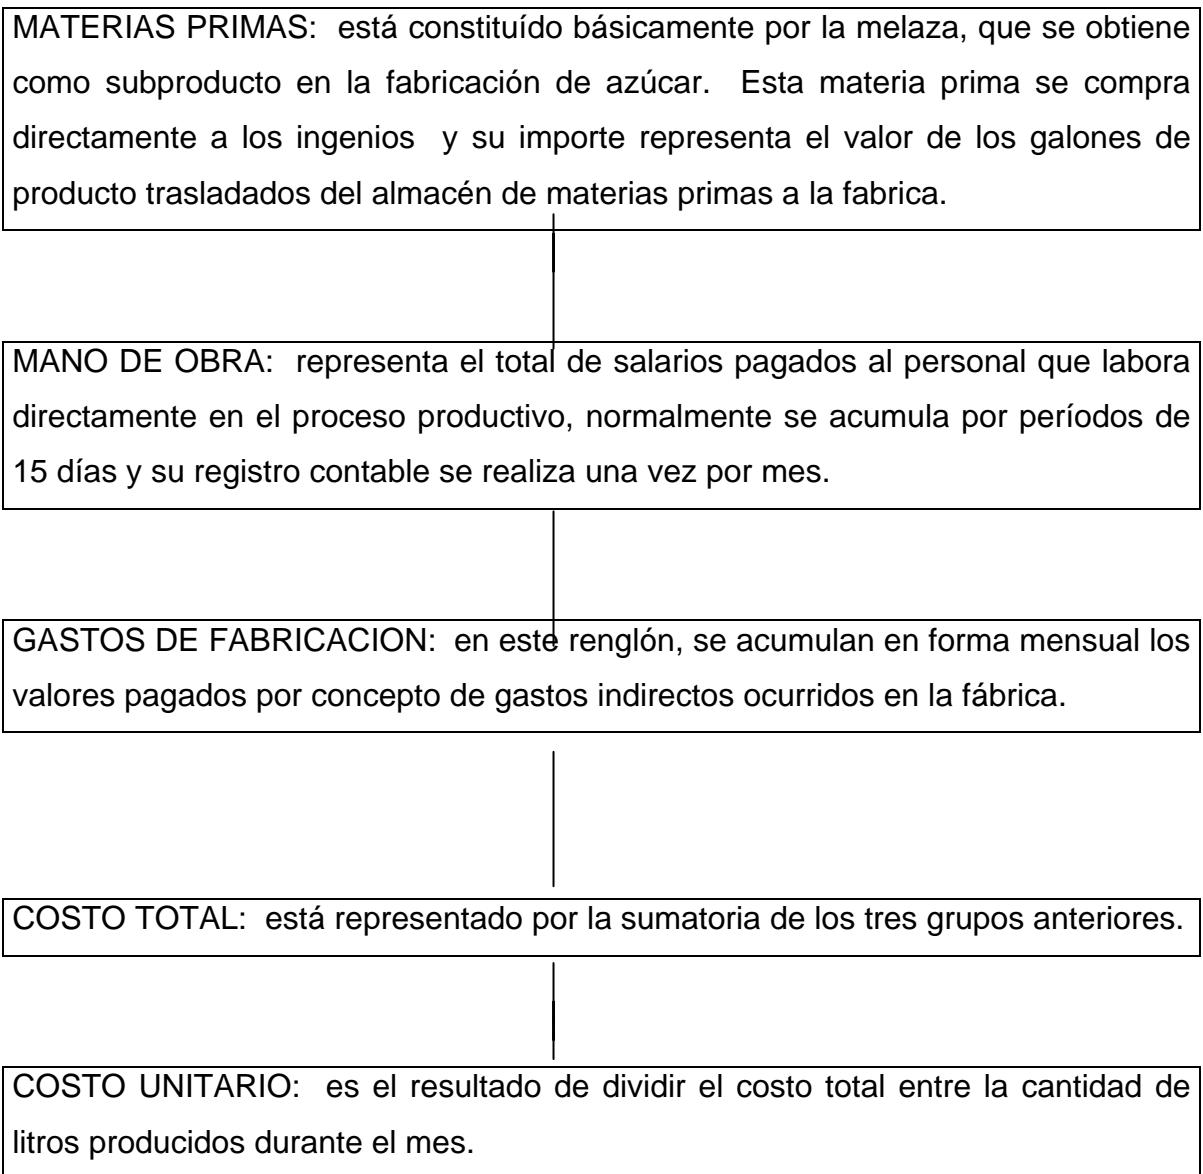 MATERIAS PRIMAS: está constituído básicamente por la melaza, que se obtiene
como subproducto en la fabricación de azúcar. Esta materia prima se compra
directamente a los ingenios y su importe representa el valor de los galones de
producto trasladados del almacén de materias primas a la fabrica.
MANO DE OBRA: representa el total de salarios pagados al personal que labora
directamente en el proceso productivo, normalmente se acumula por períodos de
15 días y su registro contable se realiza una vez por mes.
GASTOS DE FABRICACION: en este renglón, se acumulan en forma mensual los
valores pagados por concepto de gastos indirectos ocurridos en la fábrica.
COSTO TOTAL: está representado por la sumatoria de los tres grupos anteriores.
COSTO UNITARIO: es el resultado de dividir el costo total entre la cantidad de
litros producidos durante el mes.